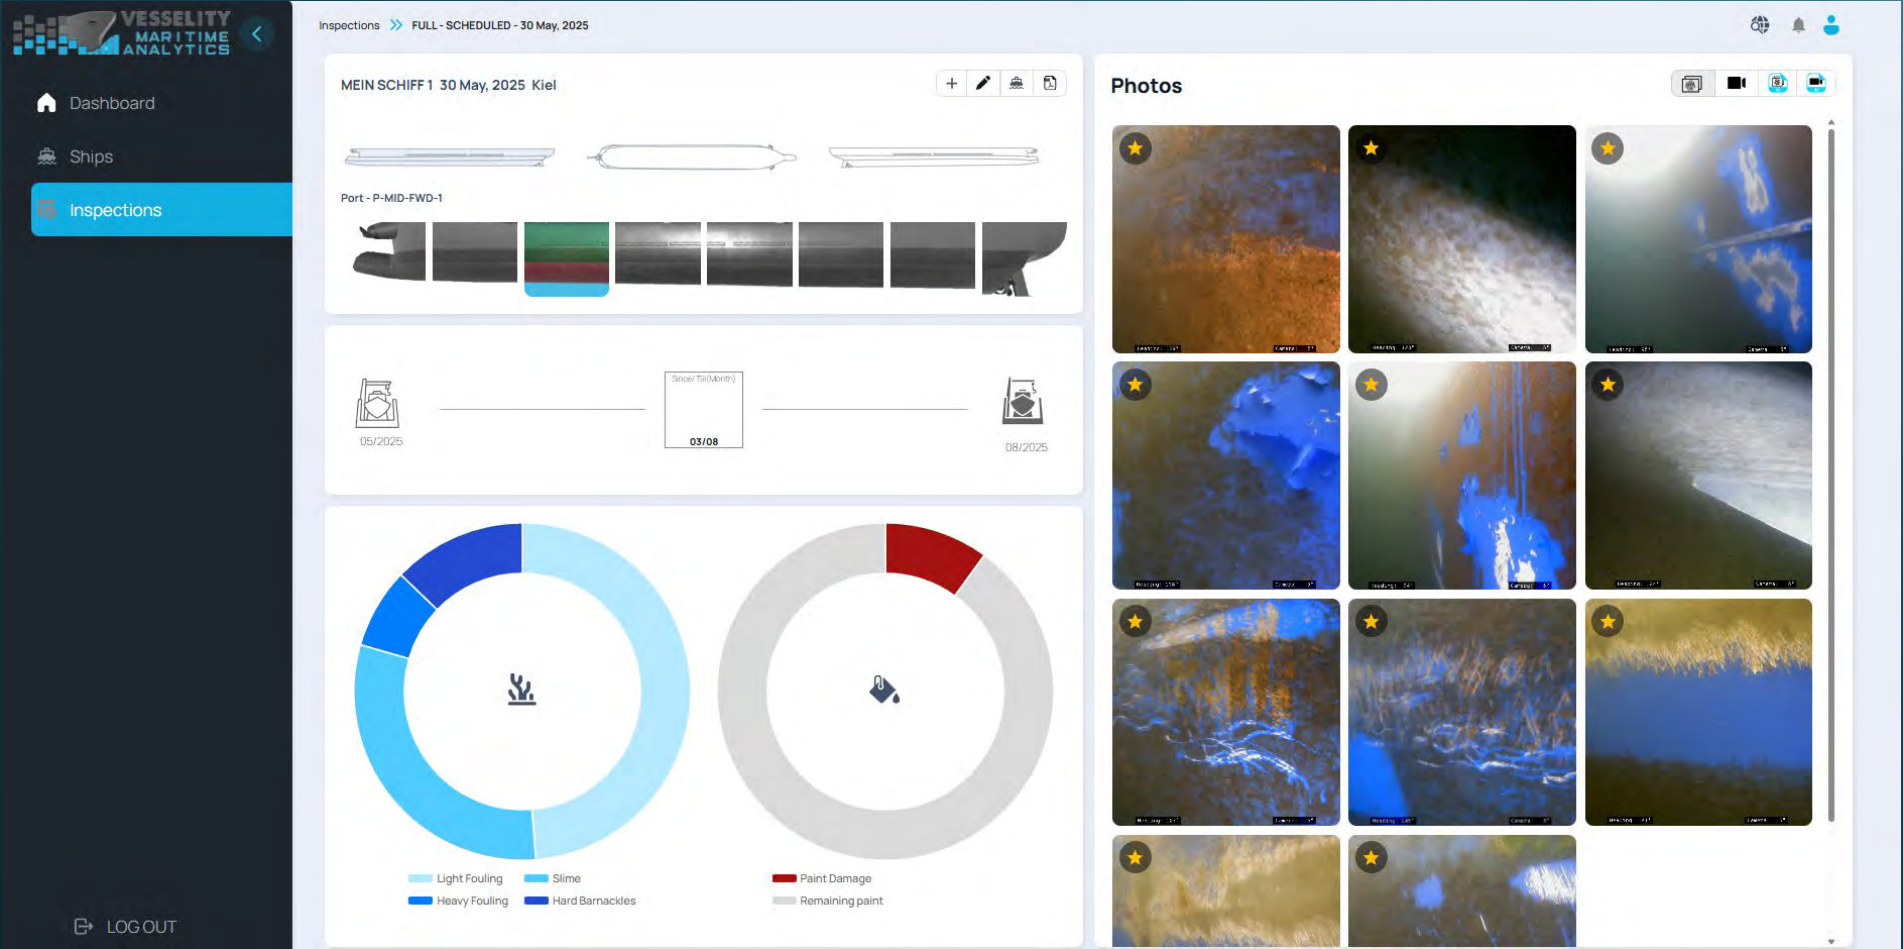 VESSELITY
MARITIME
ANALYTICS
Dashboard
Ships
Inspections
LOG OUT
Inspections
FULL - SCHEDULED - 30 May, 2025
MEIN SCHIFF 1 30 May, 2025 Kiel
Port - P-MID-FWD-1
05/2025
Since/Till(Month)
03/08
08/2025
Light Fouling
Slime
Heavy Fouling
Hard Barnackles
Paint Damage
Remaining paint
Photos